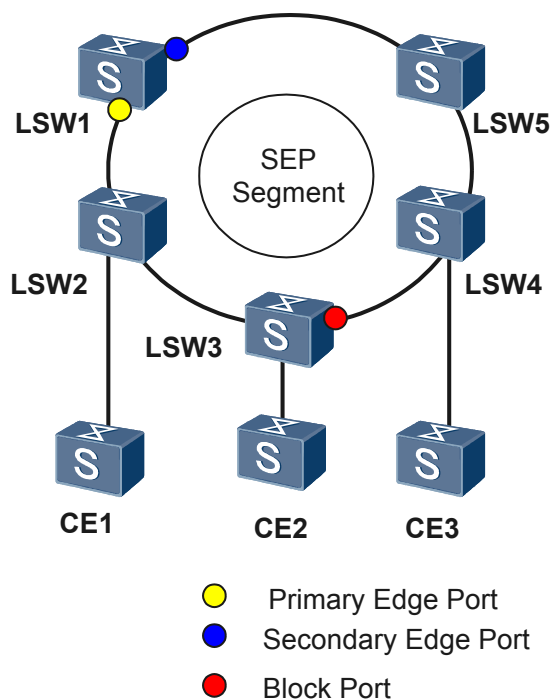 S
S
LSW1
LSW5
SEP
Segment
S
S
LSW2
LSW4
LSW3
S
S
S
S
CE1
CE2
CE3
Primary Edge Port
Secondary Edge Port
Block Port